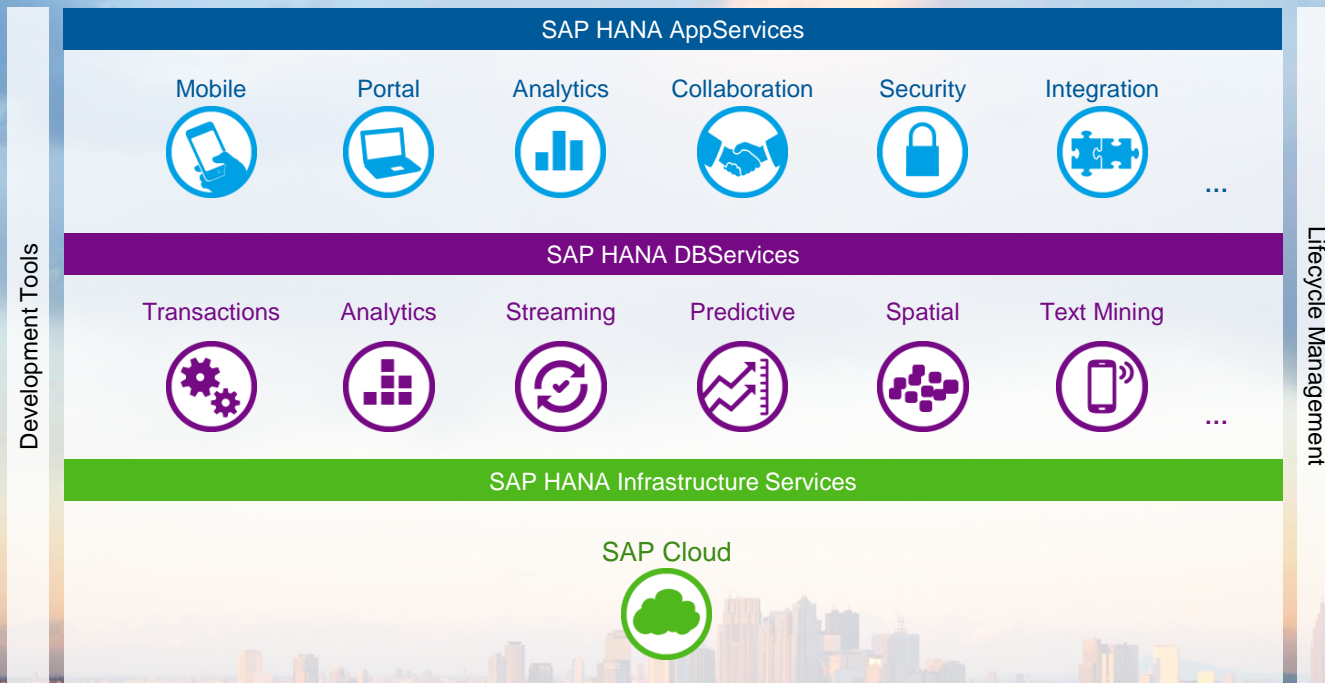 SAP HANA AppServices
Mobile Portal Analytics Collaboration Security Integration
...
Development Tools
SAP HANA DBServices
Transactions Analytics Streaming Predictive Spatial Text Mining
...
Lifecycle Management
SAP HANA Infrastructure Services
SAP Cloud